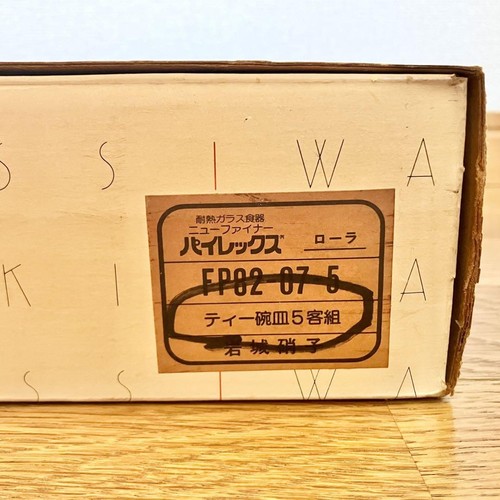 S S I W A
耐熱ガラス食器
ニューファイナー
パイレックス® ローラ
FP82-07 5
ティー碗皿5客組
岩城硝子
K I A
S S I W A